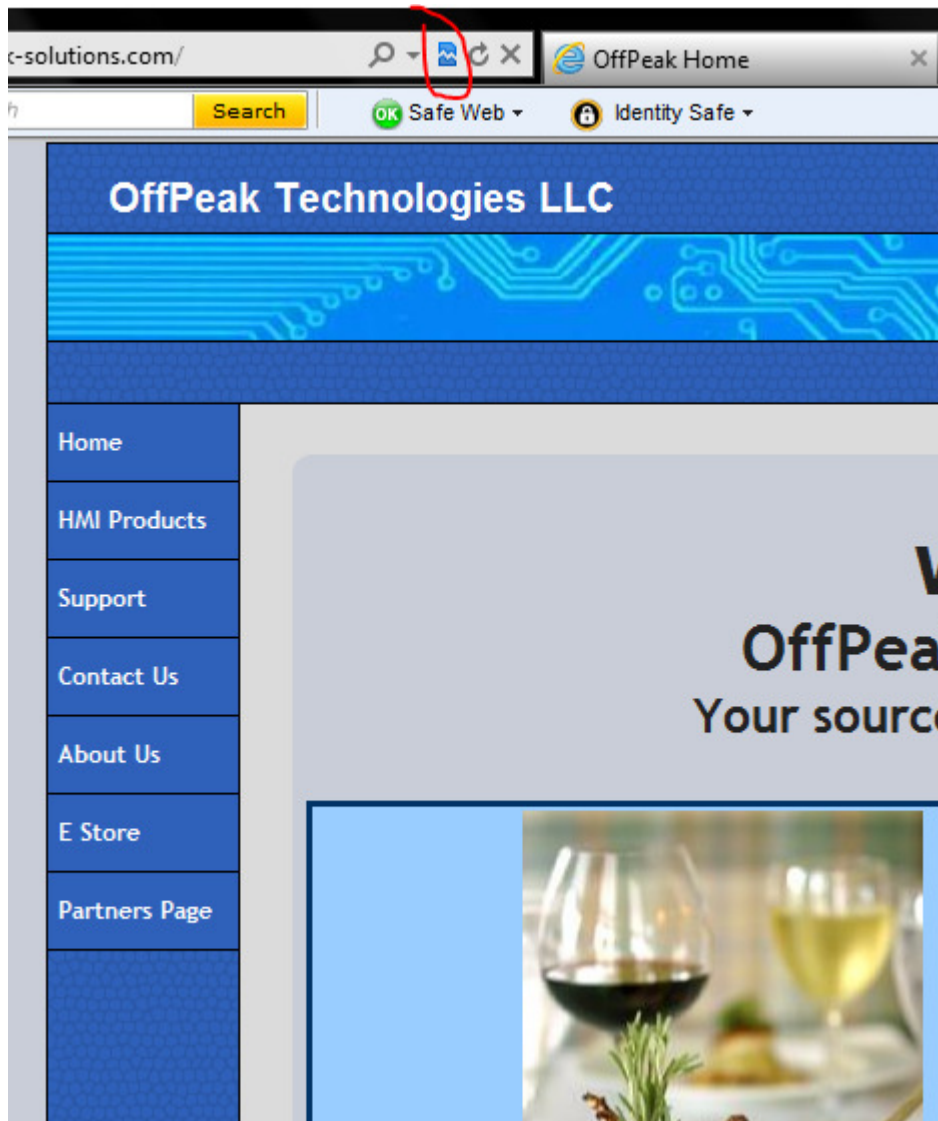 -solutions.com/
OffPeak Home
Search
OK Safe Web
Identity Safe
OffPeak Technologies LLC
Home
HMI Products
Support
Contact Us
About Us
E Store
Partners Page
OffPea
Your sourc